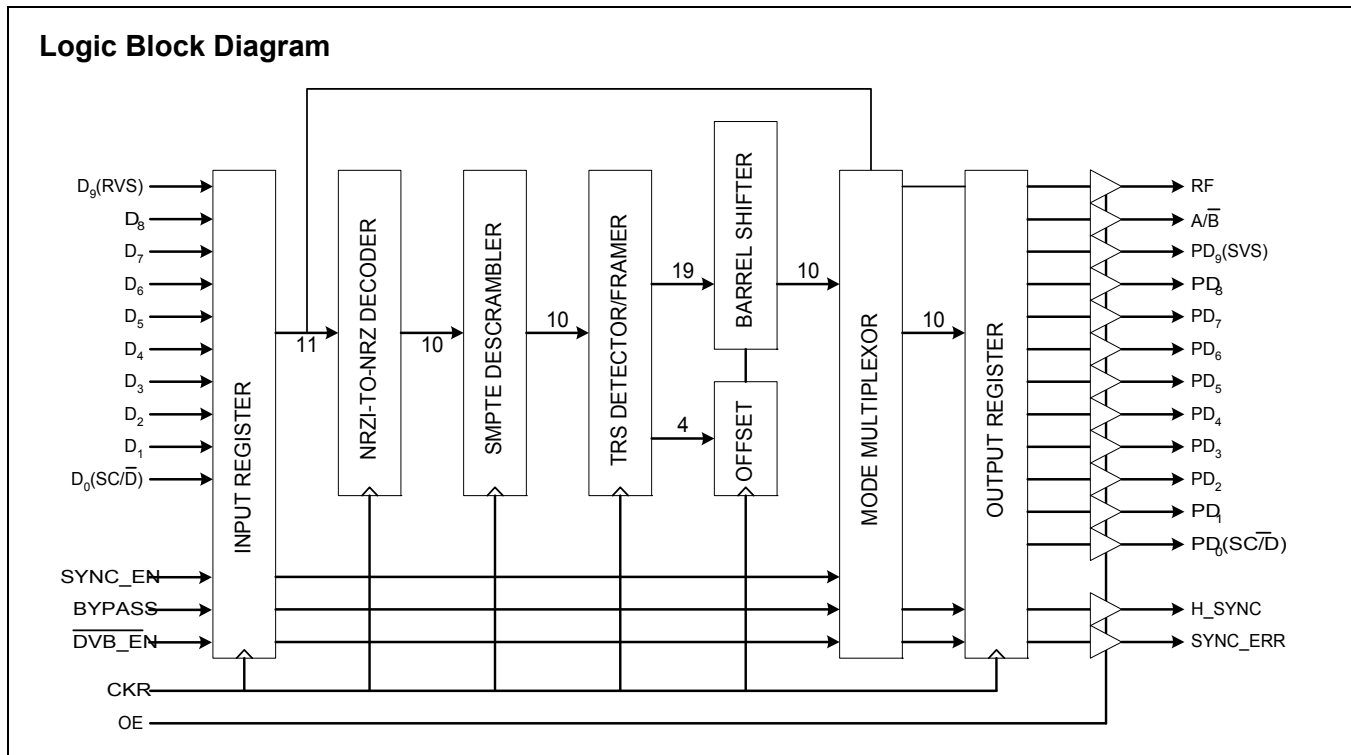 Logic Block Diagram
D9(RVS)
D8
D7
D6
D5
D4
D3
D2
D1
D0(SC/D̅)
SYNC_EN
BYPASS
D̅V̅B̅_̅E̅N̅
CKR
OE
INPUT REGISTER
11
NRZI-TO-NRZ DECODER
10
SMPTE DESCRAMBLER
10
TRS DETECTOR/FRAMER
19
4
BARREL SHIFTER
OFFSET
10
MODE MULTIPLEXOR
10
OUTPUT REGISTER
RF
A/B̅
PD9(SVS)
PD8
PD7
PD6
PD5
PD4
PD3
PD2
PD1
PD0(SC/D̅)
H_SYNC
SYNC_ERR